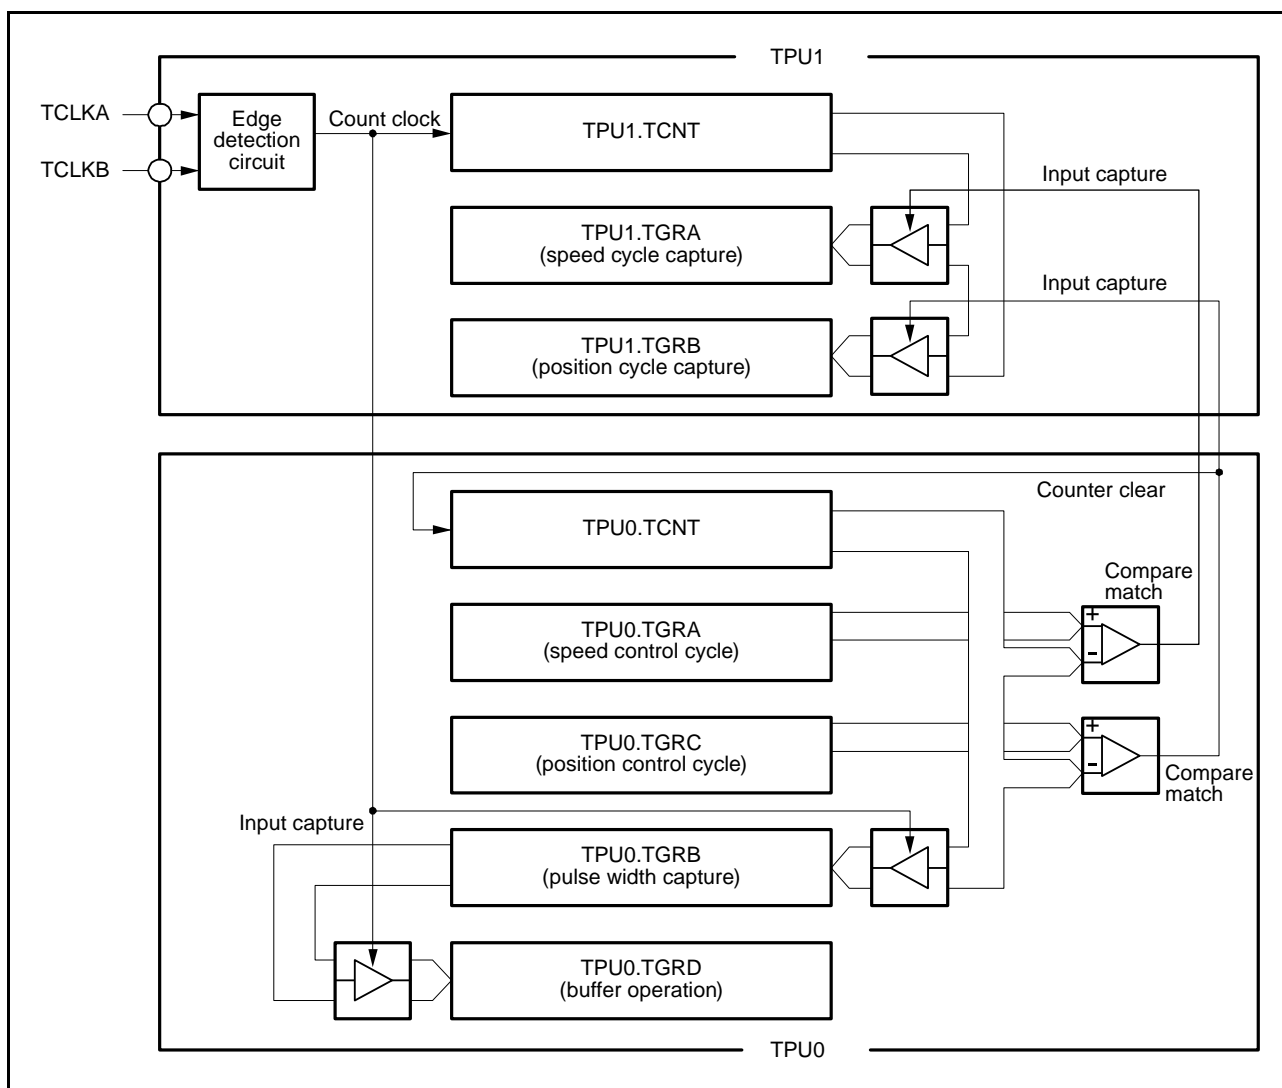 TPU1
TCLKA
TCLKB
Edge
detection
circuit
Count clock
TPU1.TCNT
Input capture
TPU1.TGRA
(speed cycle capture)
Input capture
TPU1.TGRB
(position cycle capture)
Counter clear
TPU0.TCNT
Compare
match
+
-
TPU0.TGRA
(speed control cycle)
+
-
TPU0.TGRC
(position control cycle)
Compare
match
Input capture
TPU0.TGRB
(pulse width capture)
TPU0.TGRD
(buffer operation)
TPU0